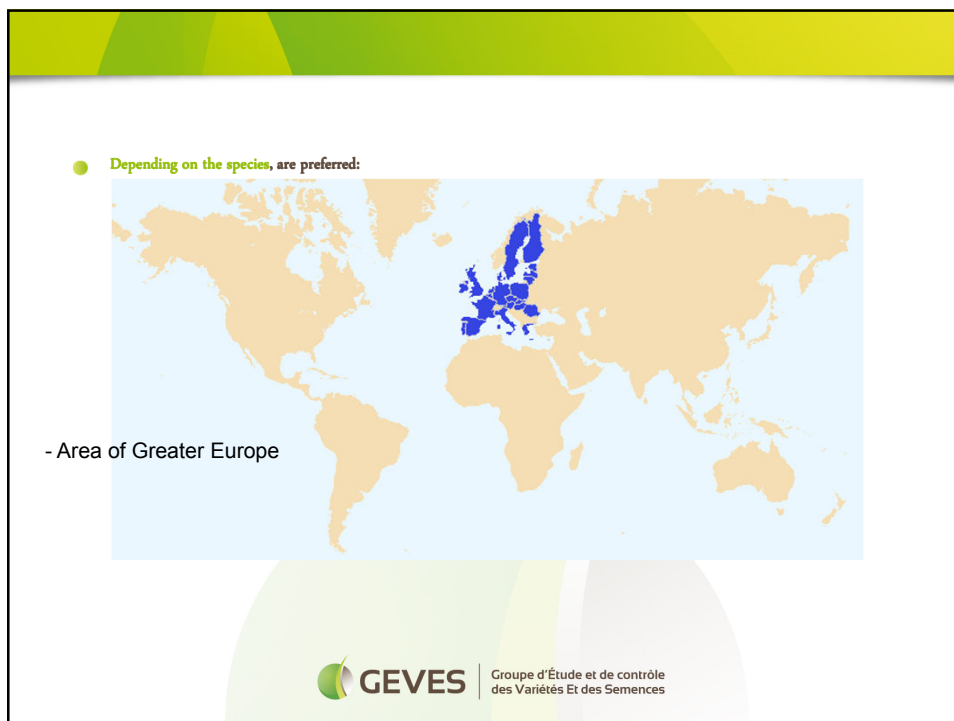 Depending on the species, are preferred:
- Area of Greater Europe
GEVES
Groupe d'Étude et de contrôle
des Variétés Et des Semences